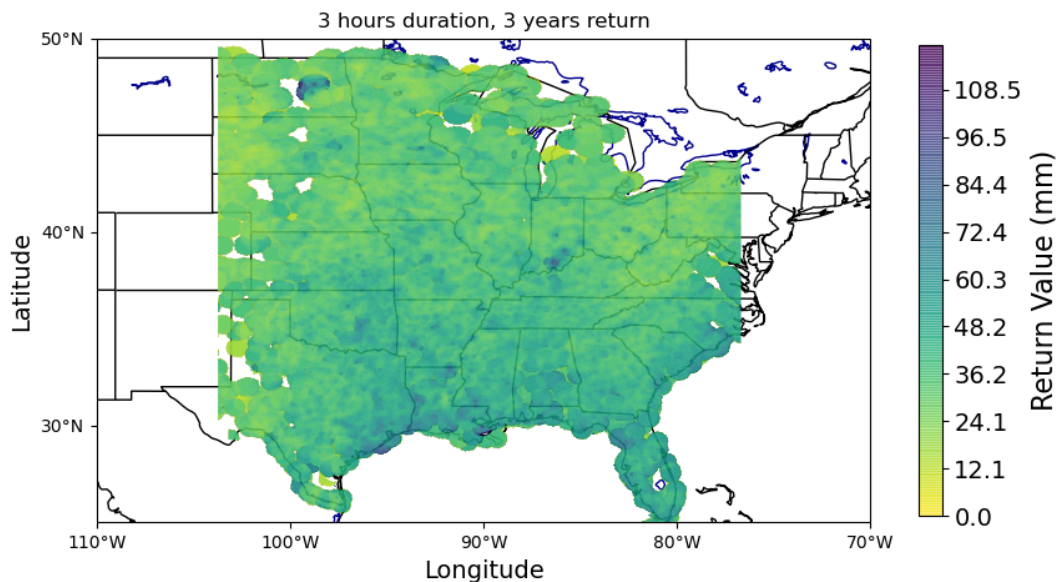 3 hours duration, 3 years return
50°N
40°N
30°N
Latitude
110°W
100°W
90°W
80°W
70°W
Longitude
108.5
96.5
84.4
72.4
60.3
48.2
36.2
24.1
12.1
0.0
Return Value (mm)